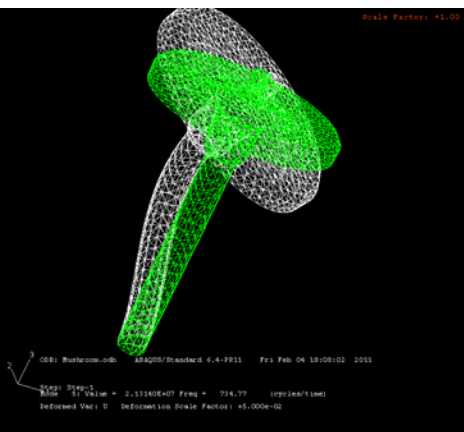 Scale Factor: +1.00
3
2
ODB: Mushroom.odb ABAQUS/Standard 6.4-PR11 Fri Feb 04 18:08:02 2011
Step: Step-1
Mode 5: Value = 2.13140E+07 Freq = 734.77 (cycles/time)
Deformed Var: U Deformation Scale Factor: +5.000e-02